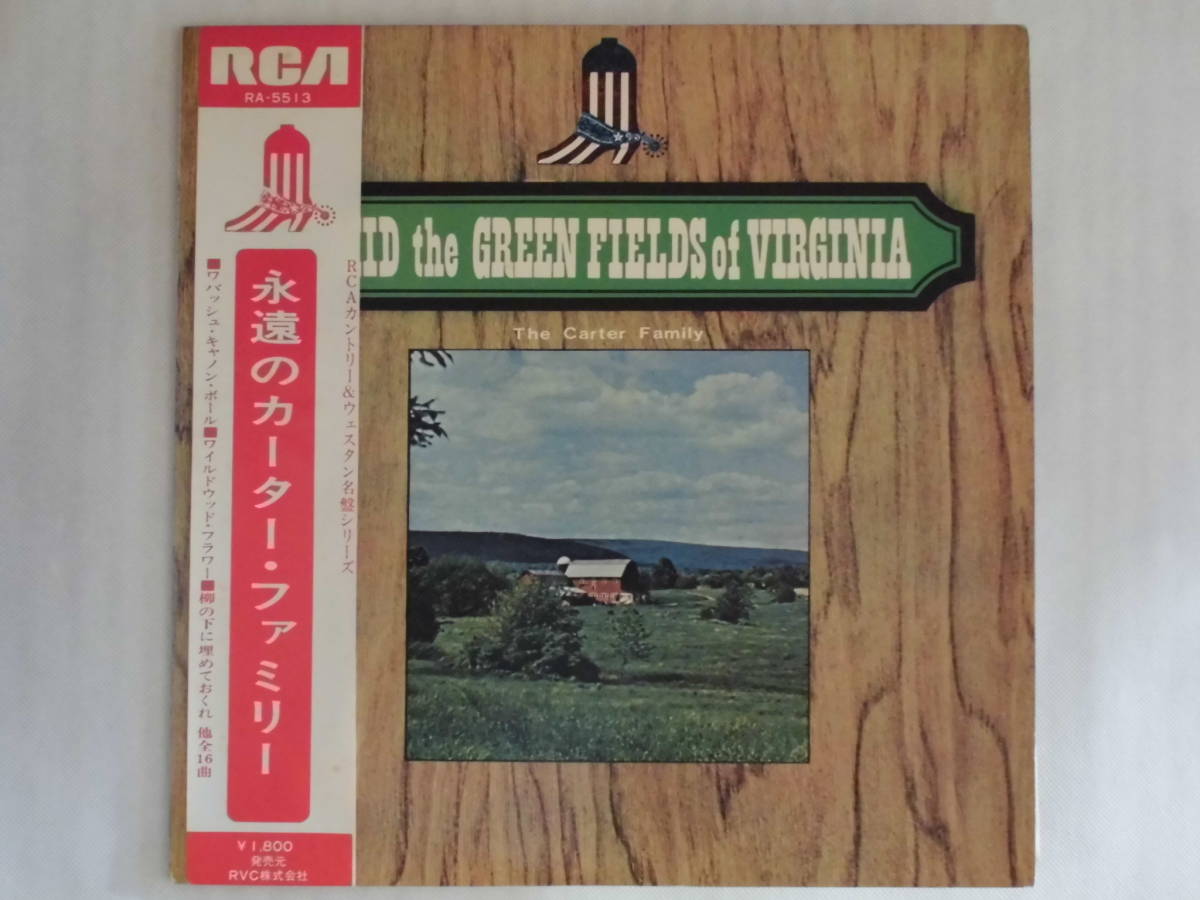 RCA
RA-5513
RCAカントリー&ウェスタン名盤シリーズ
永遠のカーター・ファミリー
■ワバッシュ・キャノン・ボール■ワイルドウッド・フラワー■柳の下に埋めておくれ 他全16曲
¥1,800
発売元
RVC株式会社
ID the GREEN FIELDS of VIRGINIA
The Carter Family